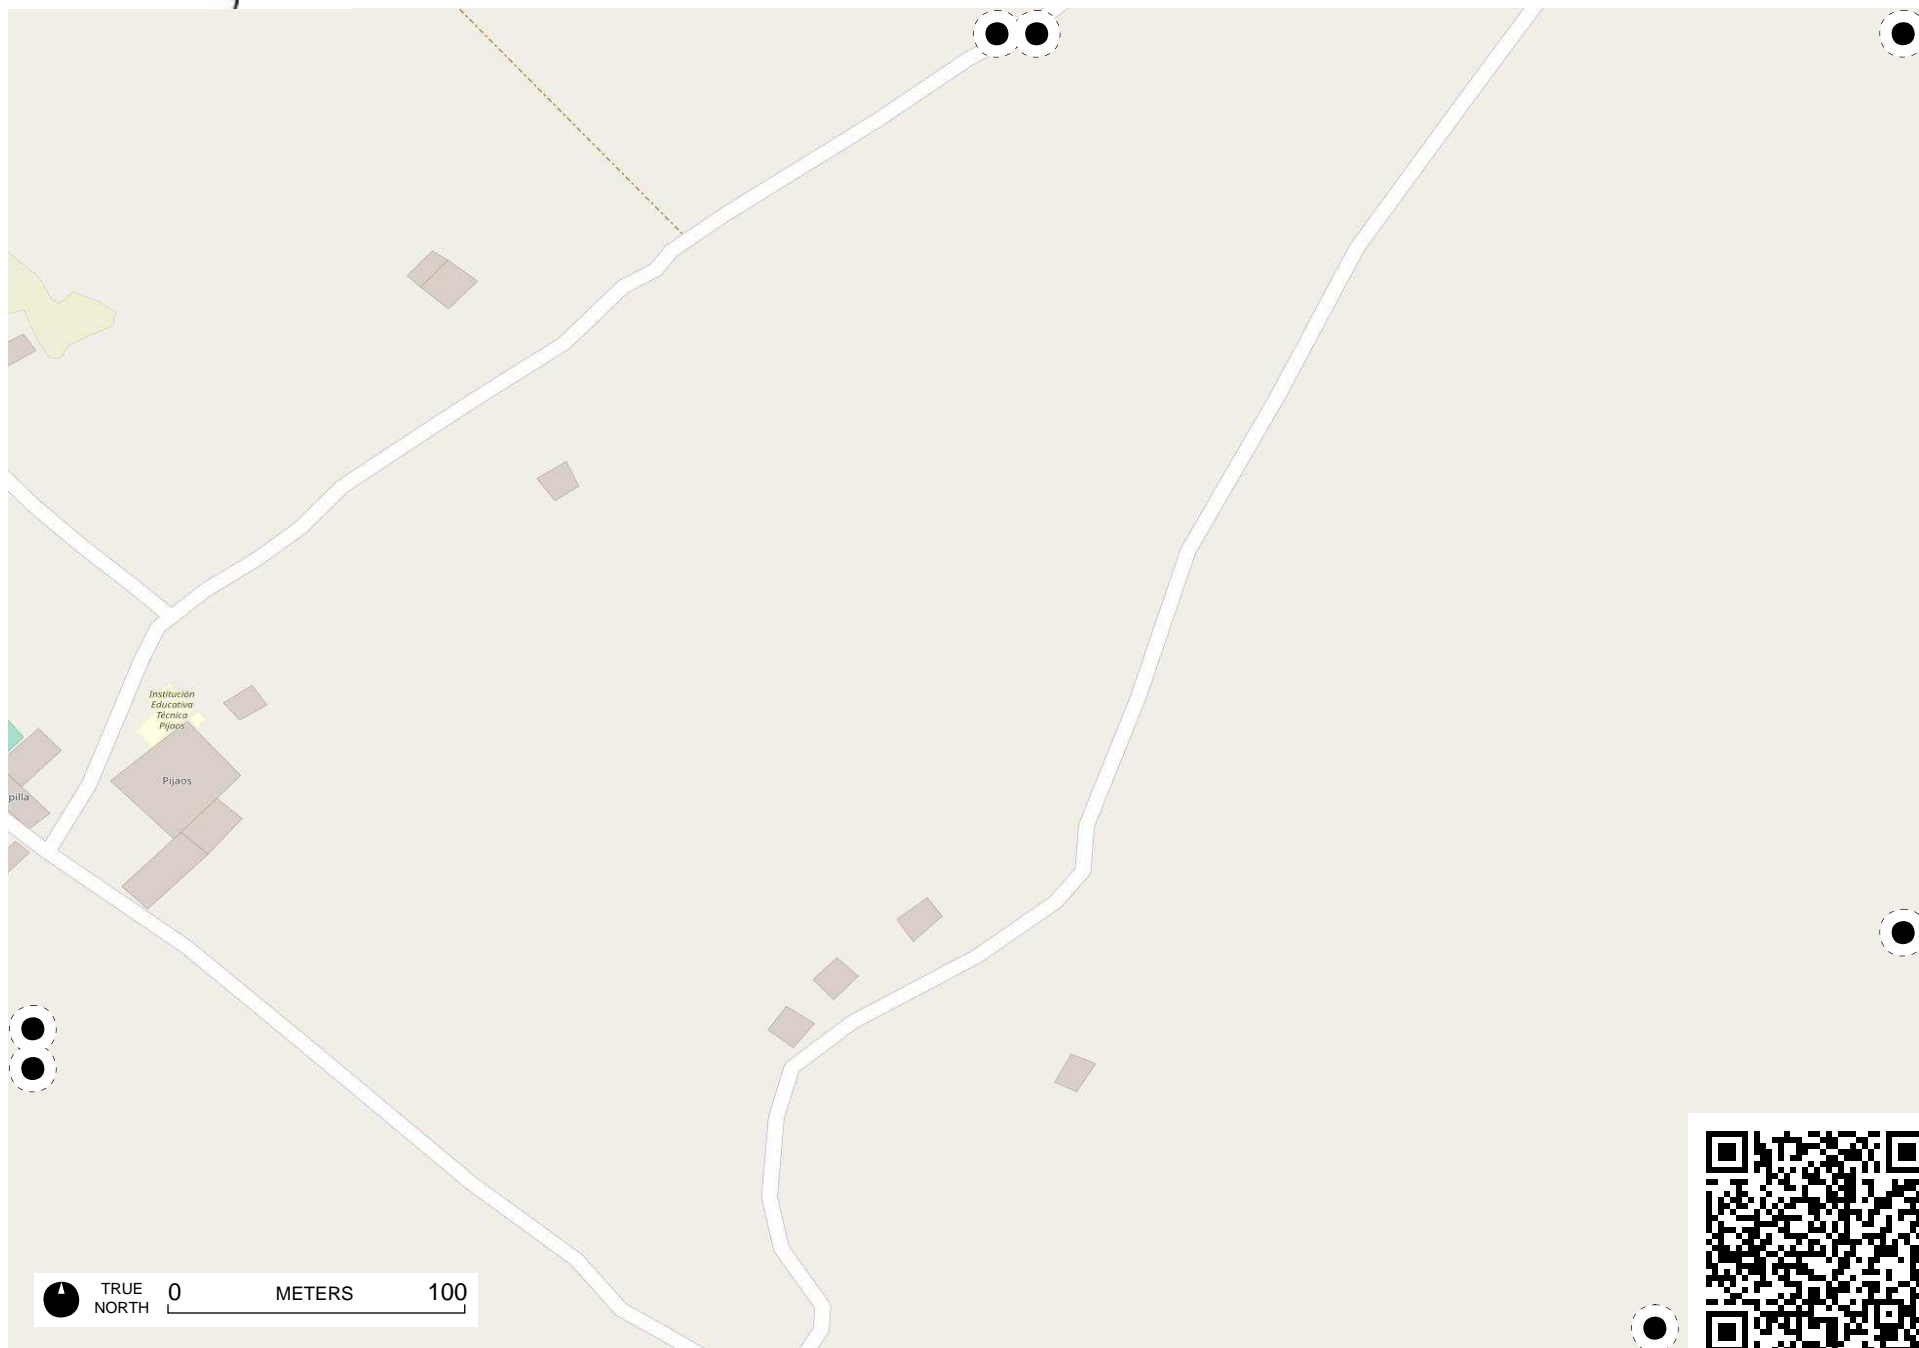 Institución
Educativa
Técnica
Pijaos
Pijaos
pilla
TRUE
NORTH
0 METERS 100